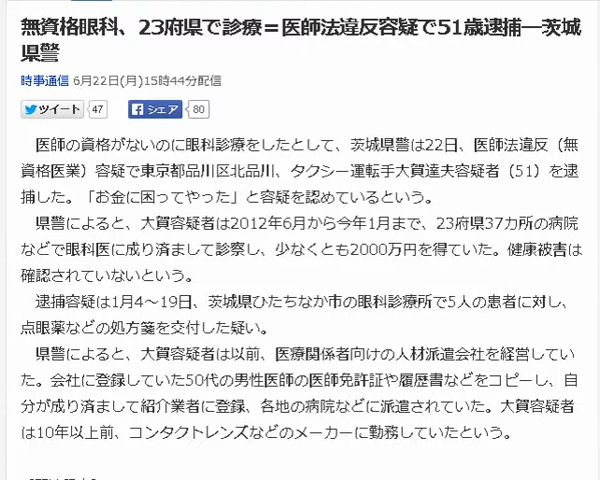 無資格眼科、23府県で診療＝医師法違反容疑で51歳逮捕―茨城
県警
時事通信 6月22日(月)15時44分配信
ツイート 47 シェア 80
医師の資格がないのに眼科診療をしたとして、茨城県警は22日、医師法違反（無
資格医業）容疑で東京都品川区北品川、タクシー運転手大賀達夫容疑者（51）を逮
捕した。「お金に困ってやった」と容疑を認めているという。
県警によると、大賀容疑者は2012年6月から今年1月まで、23府県37カ所の病院
などで眼科医に成り済まして診察し、少なくとも2000万円を得ていた。健康被害は
確認されていないという。
逮捕容疑は1月4～19日、茨城県ひたちなか市の眼科診療所で5人の患者に対し、
点眼薬などの処方箋を交付した疑い。
県警によると、大賀容疑者は以前、医療関係者向けの人材派遣会社を経営してい
た。会社に登録していた50代の男性医師の医師免許証や履歴書などをコピーし、自
分が成り済まして紹介業者に登録、各地の病院などに派遣されていた。大賀容疑者
は10年以上前、コンタクトレンズなどのメーカーに勤務していたという。